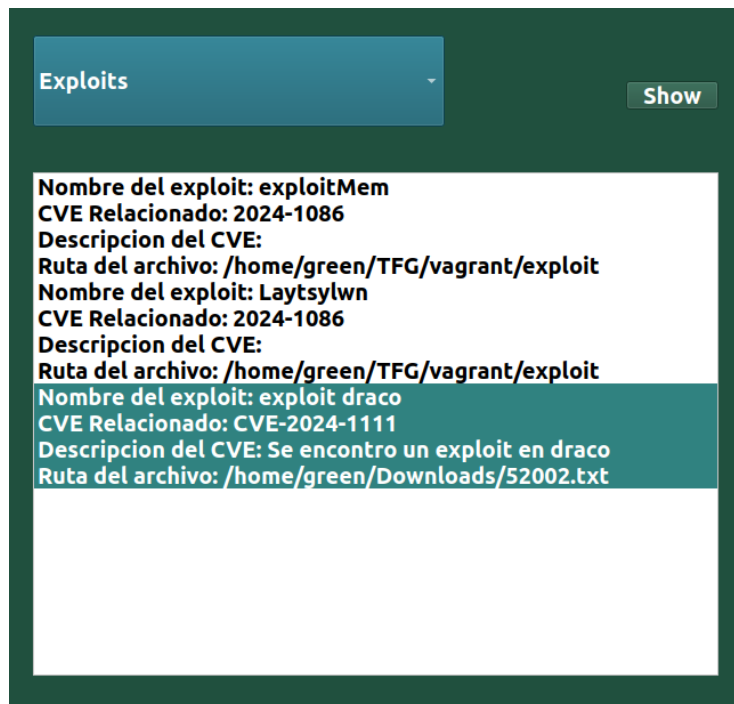 Exploits
Show
Nombre del exploit: exploitMem
CVE Relacionado: 2024-1086
Descripcion del CVE:
Ruta del archivo: /home/green/TFG/vagrant/exploit
Nombre del exploit: Laytsylwn
CVE Relacionado: 2024-1086
Descripcion del CVE:
Ruta del archivo: /home/green/TFG/vagrant/exploit
Nombre del exploit: exploit draco
CVE Relacionado: CVE-2024-1111
Descripcion del CVE: Se encontro un exploit en draco
Ruta del archivo: /home/green/Downloads/52002.txt